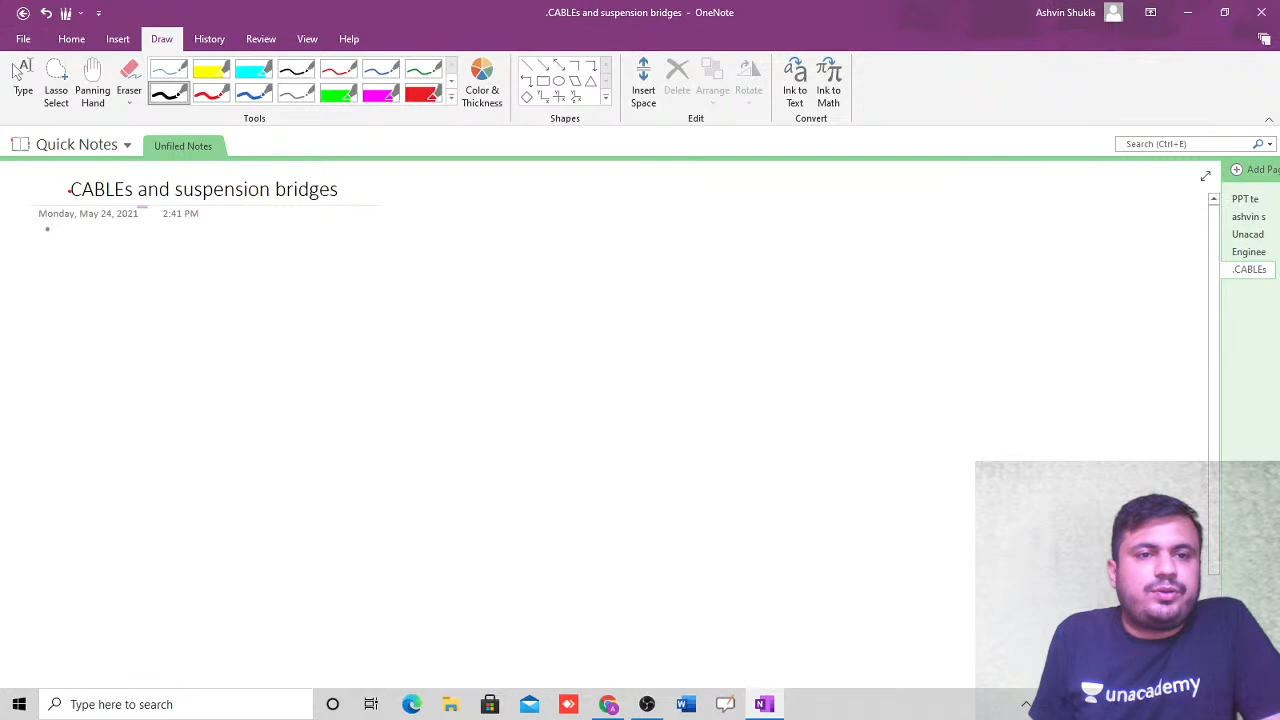 .CABLEs and suspension bridges - OneNote
Ashvin Shukla
File Home Insert Draw History Review View Help
Type
Lasso Select
Panning Hand
Eraser
Color & Thickness
Insert Space
Delete
Arrange
Rotate
Ink to Text
Ink to Math
Tools
Shapes
Edit
Convert
Quick Notes
Unfiled Notes
Search (Ctrl+E)
Add Pag
.CABLEs and suspension bridges
Monday, May 24, 2021 2:41 PM
PPT te
ashvin s
Unacad
Enginee
.CABLEs
unacademy
Type here to search